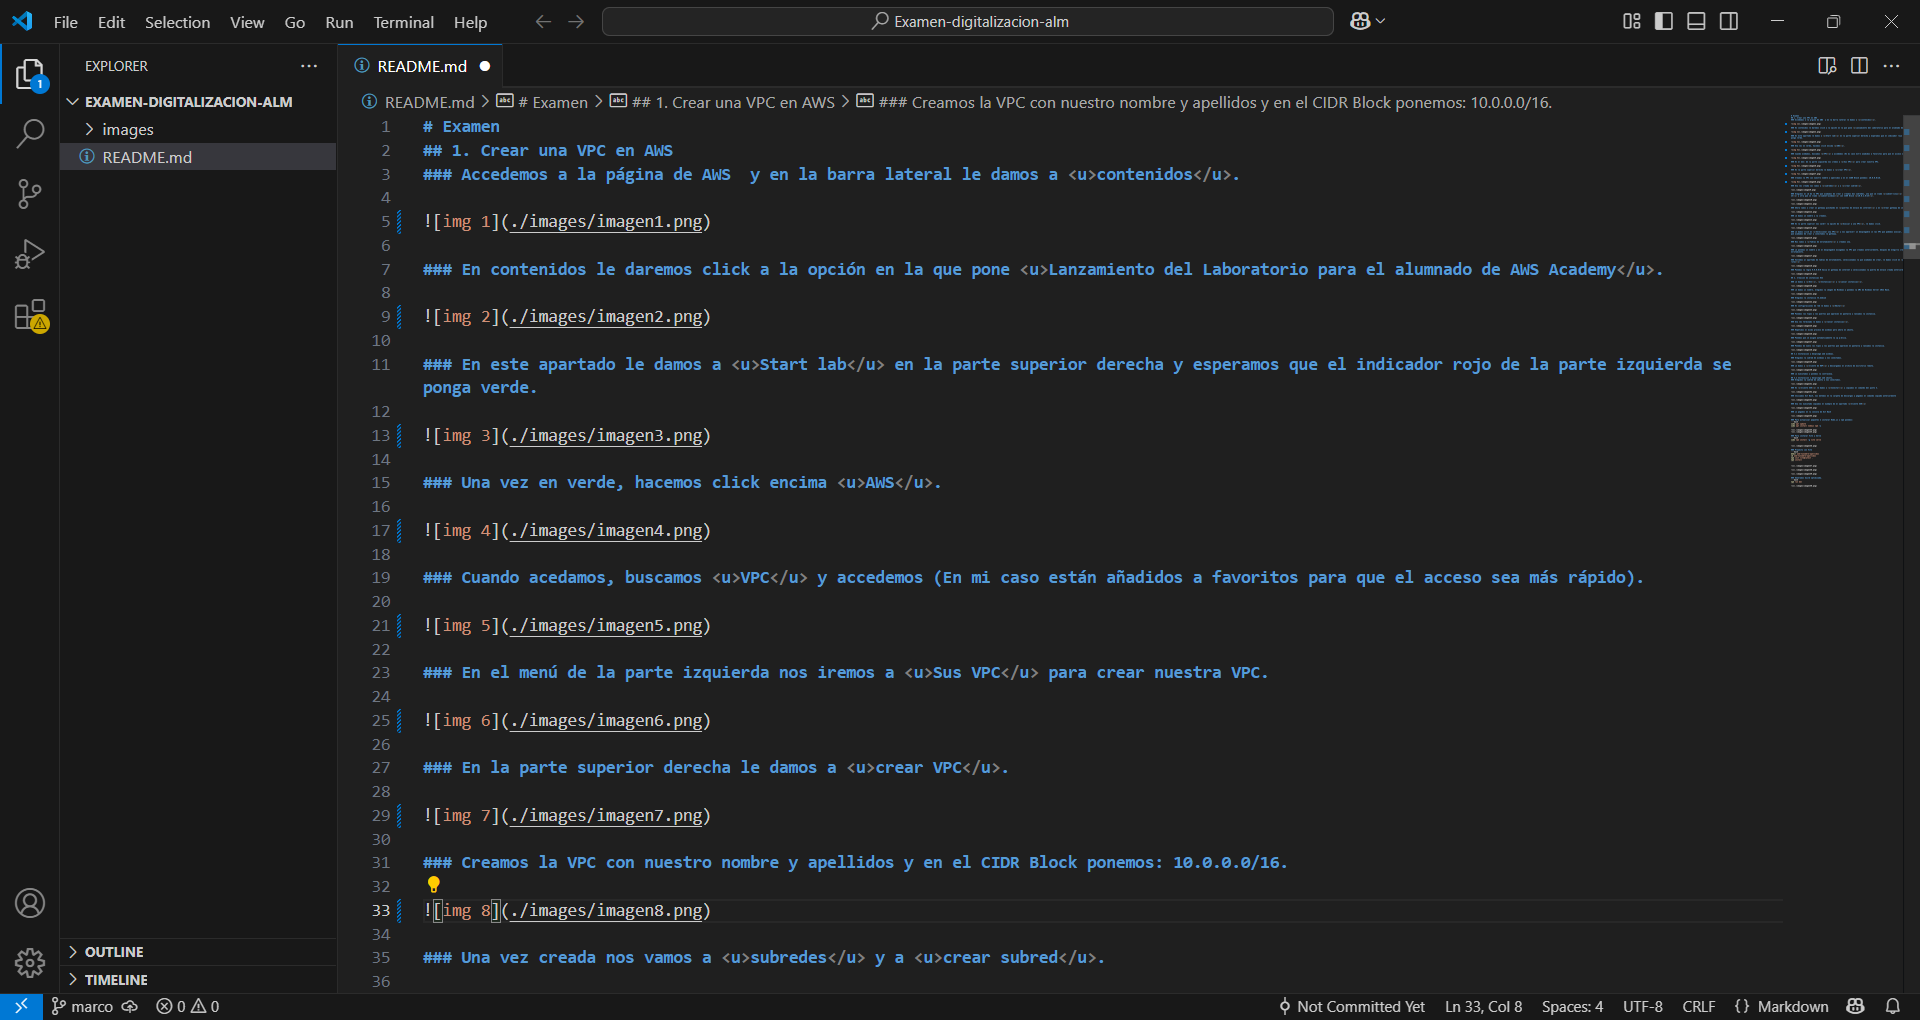 File Edit Selection View Go Run Terminal Help
Examen-digitalizacion-alm
EXPLORER
README.md
EXAMEN-DIGITALIZACION-ALM
images
README.md
README.md > # Examen > ## 1. Crear una VPC en AWS > ### Creamos la VPC con nuestro nombre y apellidos y en el CIDR Block ponemos: 10.0.0.0/16.
1 # Examen
2 ## 1. Crear una VPC en AWS
3 ### Accedemos a la página de AWS  y en la barra lateral le damos a <u>contenidos</u>.
4
5 ![img 1](./images/imagen1.png)
6
7 ### En contenidos le daremos click a la opción en la que pone <u>Lanzamiento del Laboratorio para el alumnado de AWS Academy</u>.
8
9 ![img 2](./images/imagen2.png)
10
11 ### En este apartado le damos a <u>Start lab</u> en la parte superior derecha y esperamos que el indicador rojo de la parte izquierda se
ponga verde.
12
13 ![img 3](./images/imagen3.png)
14
15 ### Una vez en verde, hacemos click encima <u>AWS</u>.
16
17 ![img 4](./images/imagen4.png)
18
19 ### Cuando acedamos, buscamos <u>VPC</u> y accedemos (En mi caso están añadidos a favoritos para que el acceso sea más rápido).
20
21 ![img 5](./images/imagen5.png)
22
23 ### En el menú de la parte izquierda nos iremos a <u>Sus VPC</u> para crear nuestra VPC.
24
25 ![img 6](./images/imagen6.png)
26
27 ### En la parte superior derecha le damos a <u>crear VPC</u>.
28
29 ![img 7](./images/imagen7.png)
30
31 ### Creamos la VPC con nuestro nombre y apellidos y en el CIDR Block ponemos: 10.0.0.0/16.
32
33 ![img 8](./images/imagen8.png)
34
35 ### Una vez creada nos vamos a <u>subredes</u> y a <u>crear subred</u>.
36
1
OUTLINE
TIMELINE
marco 0 0 Not Committed Yet Ln 33, Col 8 Spaces: 4 UTF-8 CRLF {} Markdown